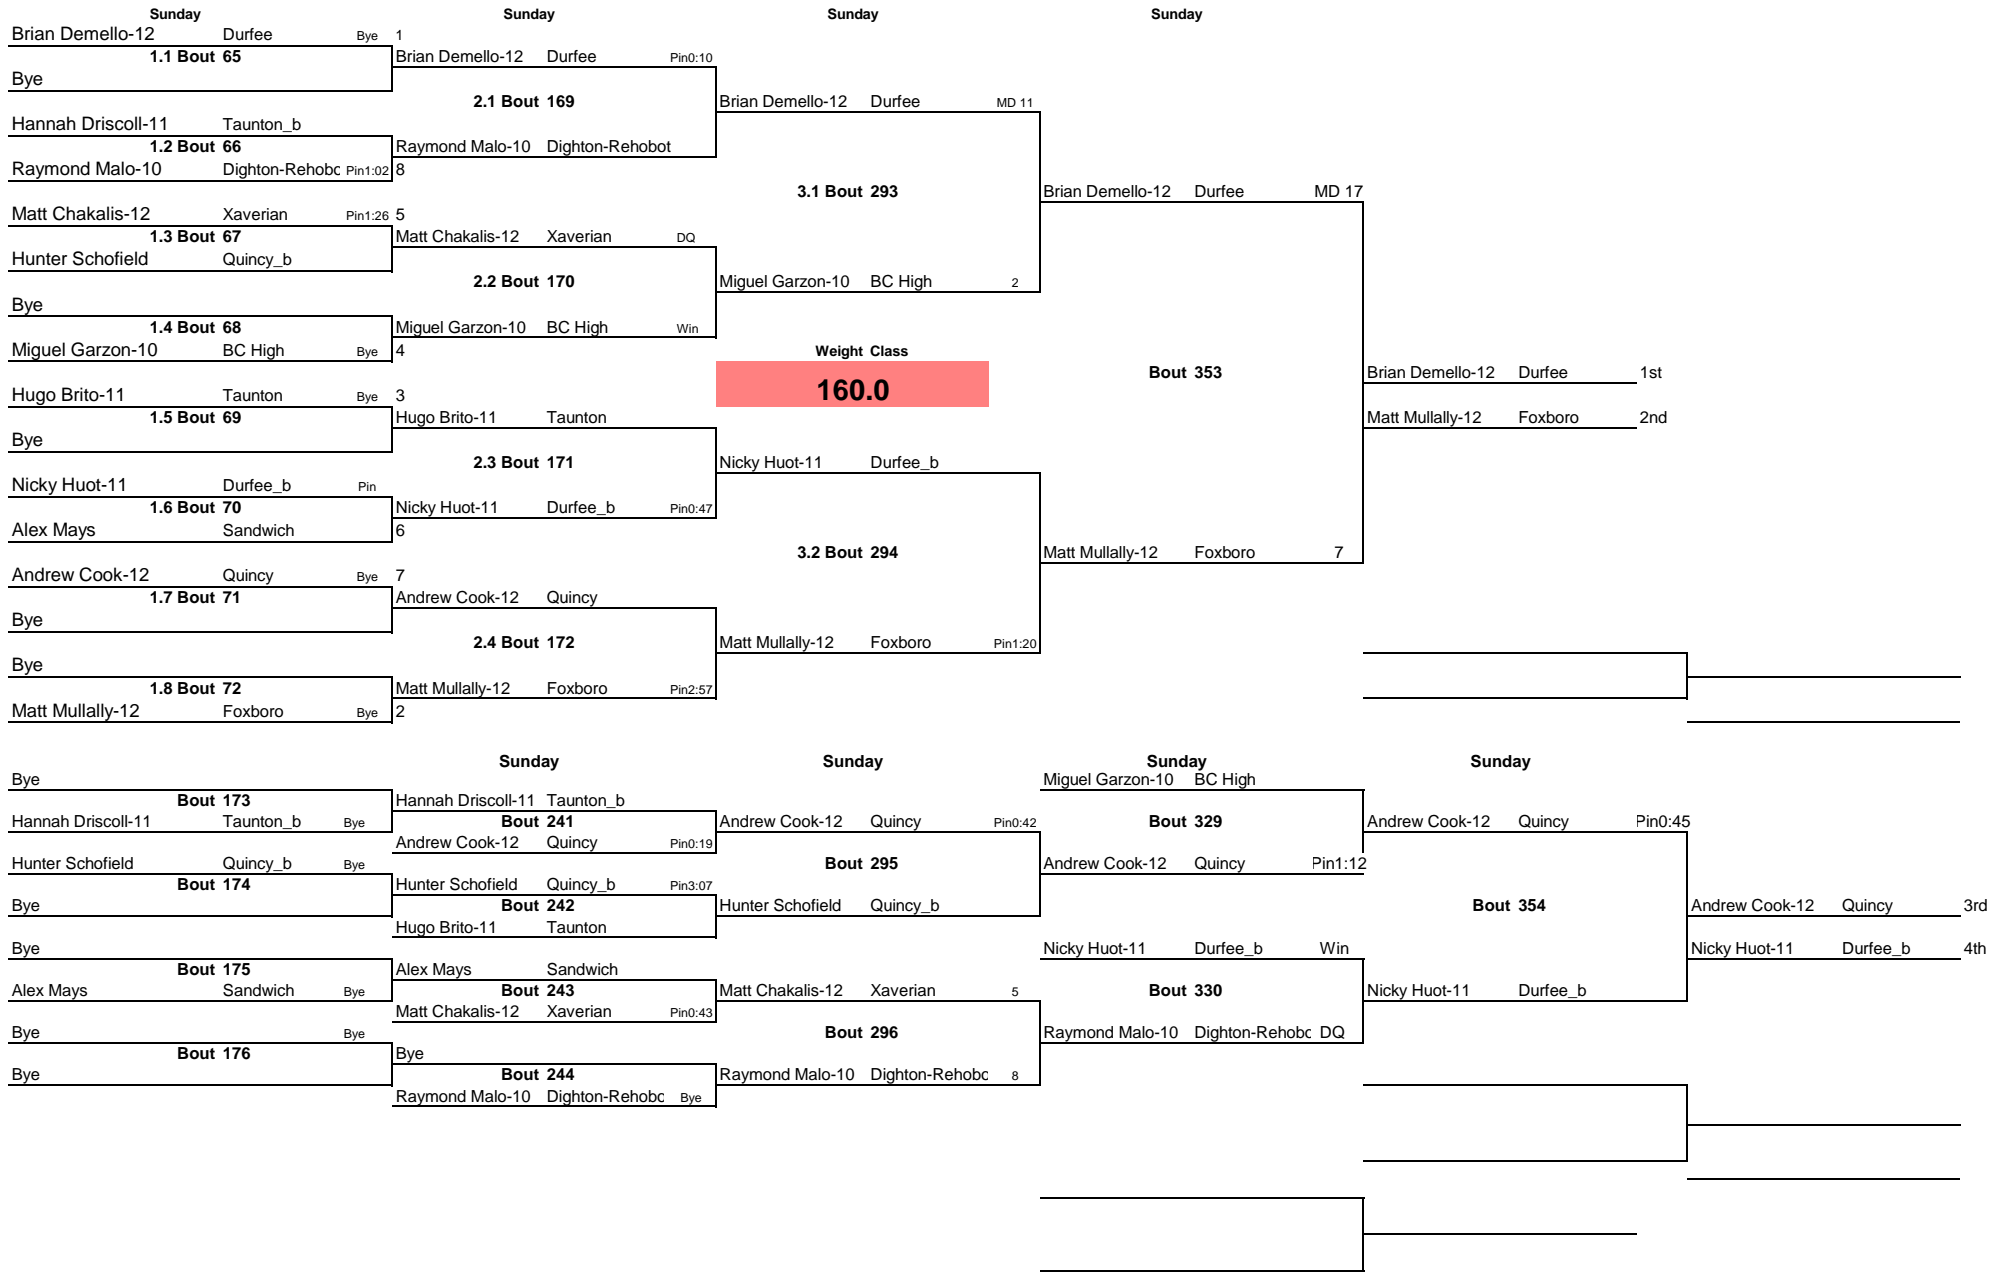 Sunday Sunday Sunday Sunday
Brian Demello-12 Durfee Bye 1
1.1 Bout 65 Brian Demello-12 Durfee Pin0:10
Bye
2.1 Bout 169 Brian Demello-12 Durfee MD 11
Hannah Driscoll-11 Taunton_b
1.2 Bout 66 Raymond Malo-10 Dighton-Rehobot
Raymond Malo-10 Dighton-Rehobc Pin1:02 8
3.1 Bout 293 Brian Demello-12 Durfee MD 17
Matt Chakalis-12 Xaverian Pin1:26 5
1.3 Bout 67 Matt Chakalis-12 Xaverian DQ
Hunter Schofield Quincy_b
2.2 Bout 170 Miguel Garzon-10 BC High 2
Bye
1.4 Bout 68 Miguel Garzon-10 BC High Win
Miguel Garzon-10 BC High Bye 4 Weight Class
Bout 353 Brian Demello-12 Durfee 1st
160.0
Hugo Brito-11 Taunton Bye 3
1.5 Bout 69 Hugo Brito-11 Taunton Matt Mullally-12 Foxboro 2nd
Bye
2.3 Bout 171 Nicky Huot-11 Durfee_b
Nicky Huot-11 Durfee_b Pin
1.6 Bout 70 Nicky Huot-11 Durfee_b Pin0:47
Alex Mays Sandwich 6
3.2 Bout 294 Matt Mullally-12 Foxboro 7
Andrew Cook-12 Quincy Bye 7
1.7 Bout 71 Andrew Cook-12 Quincy
Bye
2.4 Bout 172 Matt Mullally-12 Foxboro Pin1:20
Bye
1.8 Bout 72 Matt Mullally-12 Foxboro Pin2:57
Matt Mullally-12 Foxboro Bye 2
Sunday Sunday Sunday Sunday
Bye Miguel Garzon-10 BC High
Bout 173 Hannah Driscoll-11 Taunton_b
Hannah Driscoll-11 Taunton_b Bye Bout 241 Andrew Cook-12 Quincy Pin0:42 Bout 329 Andrew Cook-12 Quincy Pin0:45
Andrew Cook-12 Quincy Pin0:19
Hunter Schofield Quincy_b Bye Bout 295 Andrew Cook-12 Quincy Pin1:12
Bout 174 Hunter Schofield Quincy_b Pin3:07
Bye Bout 242 Hunter Schofield Quincy_b Bout 354 Andrew Cook-12 Quincy 3rd
Hugo Brito-11 Taunton
Bye Nicky Huot-11 Durfee_b Win Nicky Huot-11 Durfee_b 4th
Bout 175 Alex Mays Sandwich
Alex Mays Sandwich Bye Bout 243 Matt Chakalis-12 Xaverian 5 Bout 330 Nicky Huot-11 Durfee_b
Matt Chakalis-12 Xaverian Pin0:43
Bye Bye Bout 296 Raymond Malo-10 Dighton-Rehobc DQ
Bout 176 Bye
Bye Bout 244 Raymond Malo-10 Dighton-Rehobc 8
Raymond Malo-10 Dighton-Rehobc Bye